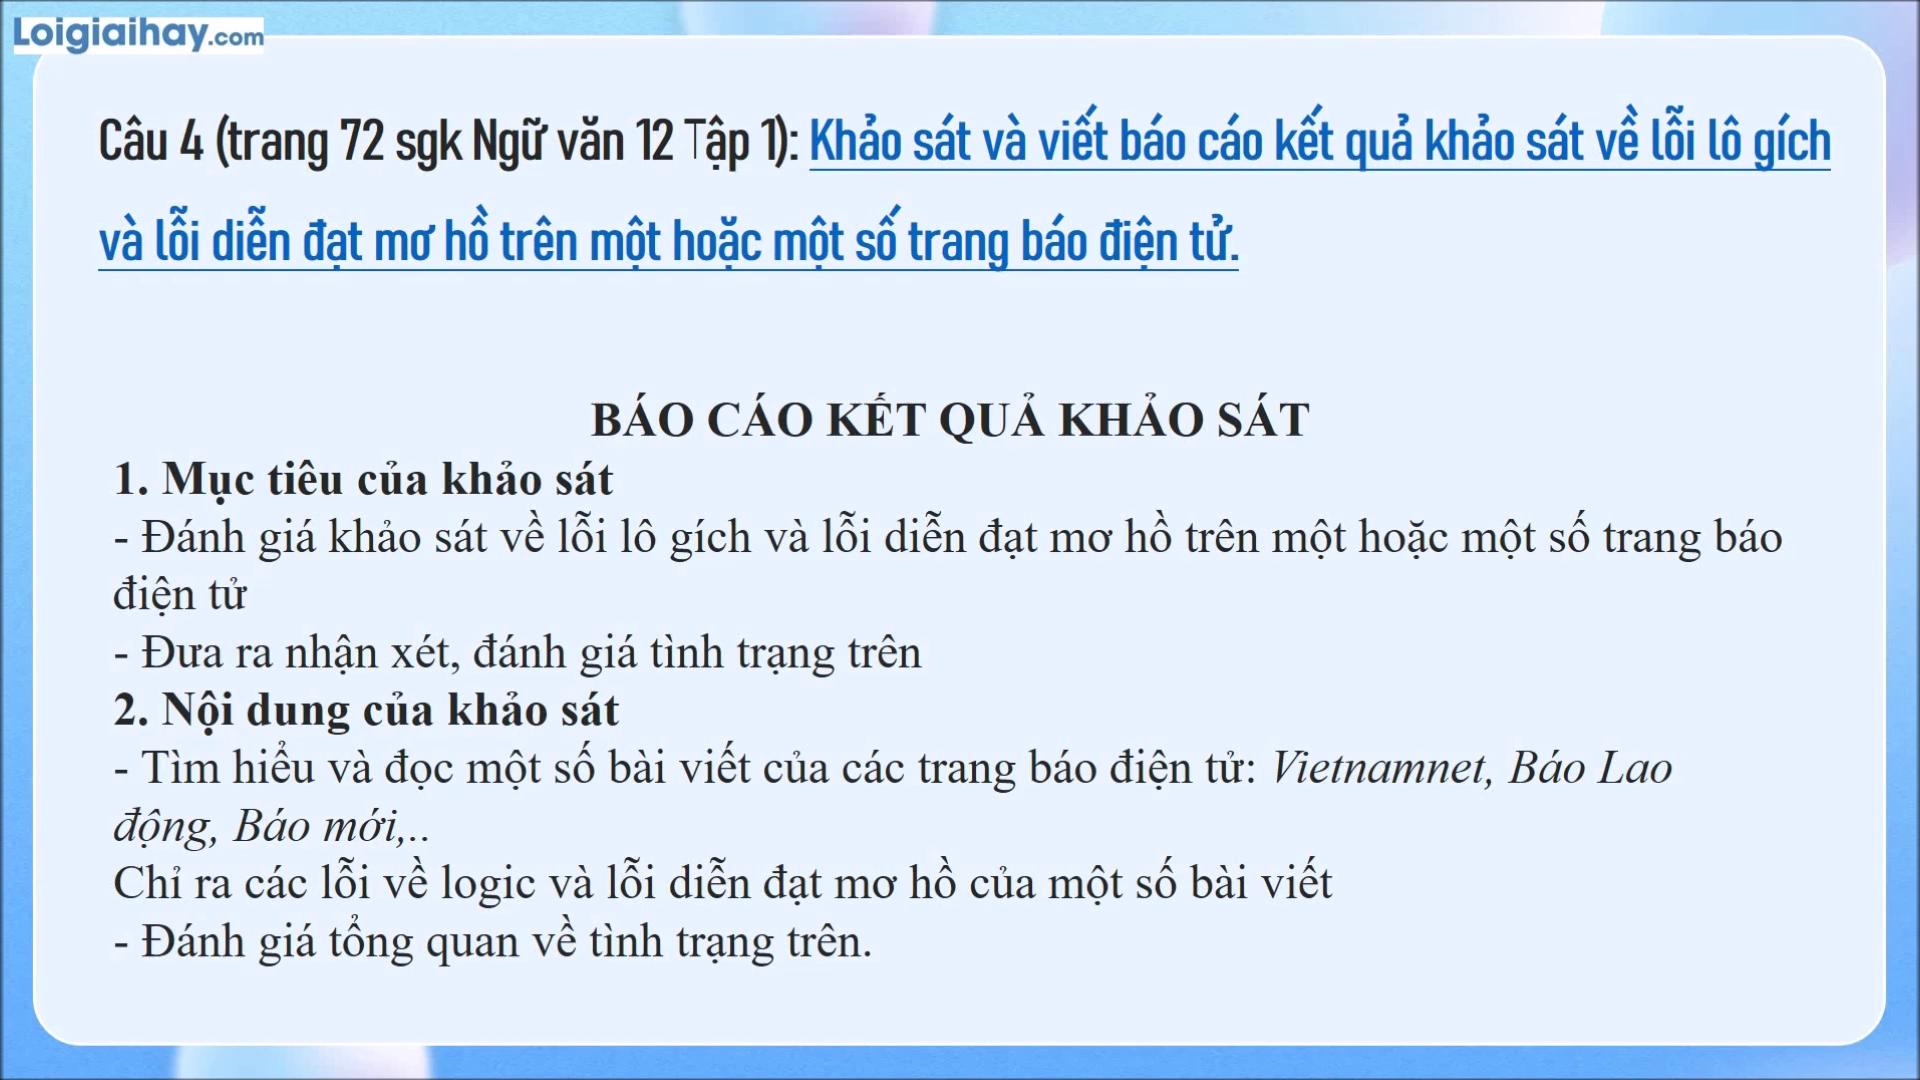 Loigiaihay.com
Câu 4 (trang 72 sgk Ngữ văn 12 Tập 1): Khảo sát và viết báo cáo kết quả khảo sát về lỗi lô gích
và lỗi diễn đạt mơ hồ trên một hoặc một số trang báo điện tử.
BÁO CÁO KẾT QUẢ KHẢO SÁT
1. Mục tiêu của khảo sát
- Đánh giá khảo sát về lỗi lô gích và lỗi diễn đạt mơ hồ trên một hoặc một số trang báo
điện tử
- Đưa ra nhận xét, đánh giá tình trạng trên
2. Nội dung của khảo sát
- Tìm hiểu và đọc một số bài viết của các trang báo điện tử: Vietnamnet, Báo Lao
động, Báo mới,..
Chỉ ra các lỗi về logic và lỗi diễn đạt mơ hồ của một số bài viết
- Đánh giá tổng quan về tình trạng trên.